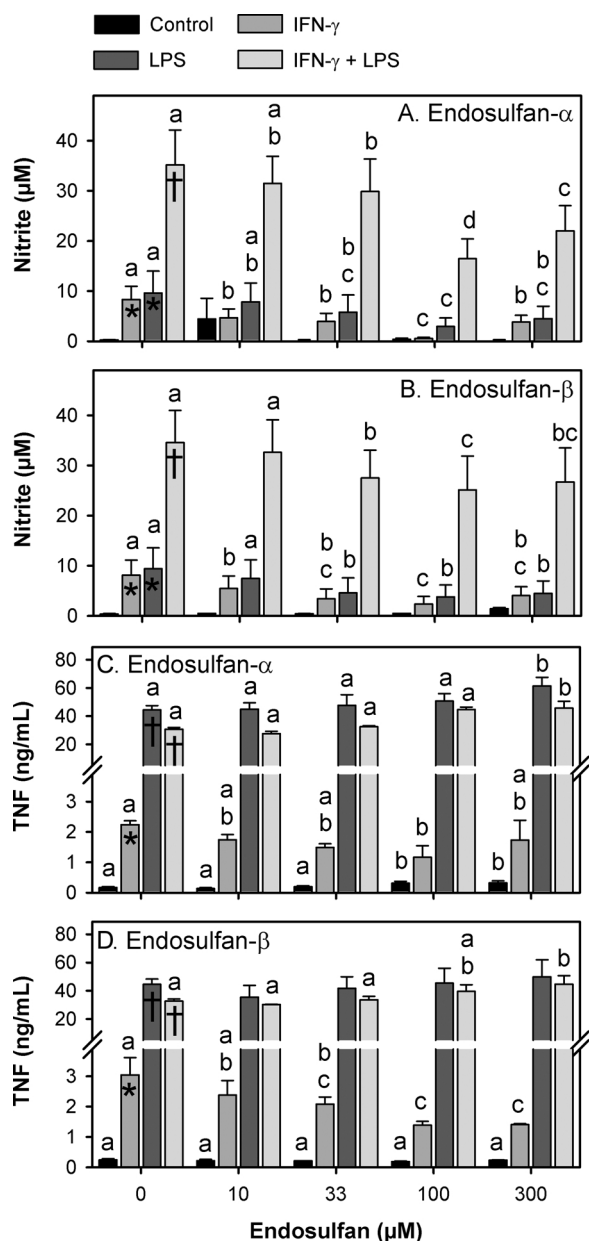 Control IFN-γ
LPS IFN-γ + LPS
A. Endosulfan-α
Nitrite (µM)
40
30
20
10
0
a a a
b a b a b
b b c b
c c d
b b c c
* * †
B. Endosulfan-β
Nitrite (µM)
40
30
20
10
0
a a a
b a a
b c b b
c b c
b c b bc
* * †
C. Endosulfan-α
TNF (ng/mL)
80
60
40
20
3
2
1
0
a a a a
a a b a a
a a b a a
b b a a
b a b b b
* † †
D. Endosulfan-β
TNF (ng/mL)
80
60
40
20
3
2
1
0
a a a
a a b
a b c a
a c a b
a c b
* † †
0 10 33 100 300
Endosulfan (µM)